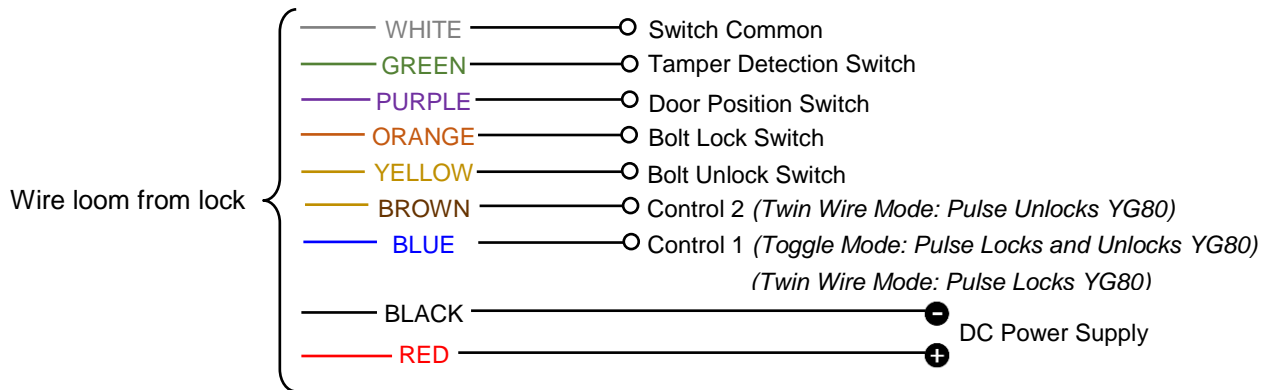 WHITE Switch Common
GREEN Tamper Detection Switch
PURPLE Door Position Switch
ORANGE Bolt Lock Switch
YELLOW Bolt Unlock Switch
Wire loom from lock
BROWN Control 2 (Twin Wire Mode: Pulse Unlocks YG80)
BLUE Control 1 (Toggle Mode: Pulse Locks and Unlocks YG80)
(Twin Wire Mode: Pulse Locks YG80)
BLACK -
DC Power Supply
RED +